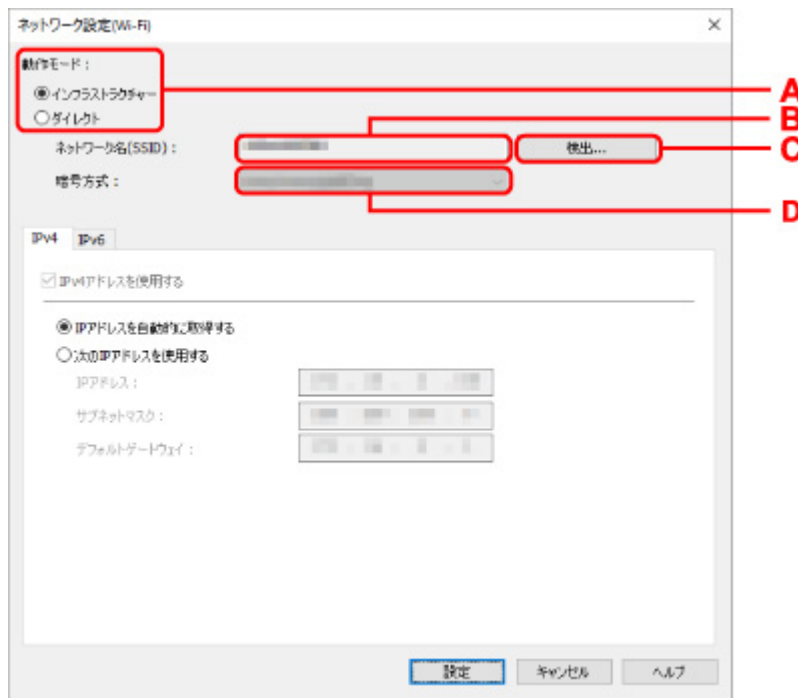 ネットワーク設定(Wi-Fi)
動作モード：
インフラストラクチャー
A
ダイレクト
B
ネットワーク名(SSID)：
検出...
C
暗号方式：
D
IPv4 IPv6
IPv4アドレスを使用する
IPアドレスを自動的に取得する
次のIPアドレスを使用する
IPアドレス：
サブネットマスク：
デフォルトゲートウェイ：
設定 キャンセル ヘルプ